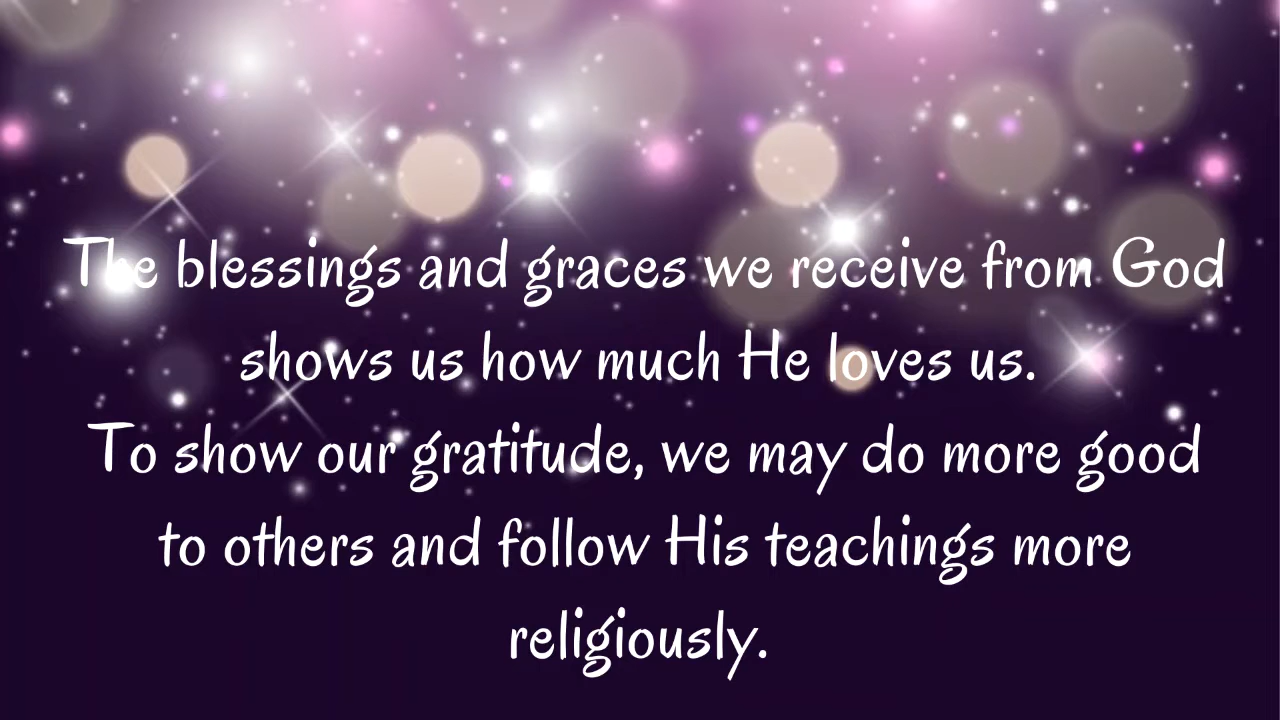 The blessings and graces we receive from God
shows us how much He loves us.
To show our gratitude, we may do more good
to others and follow His teachings more
religiously.